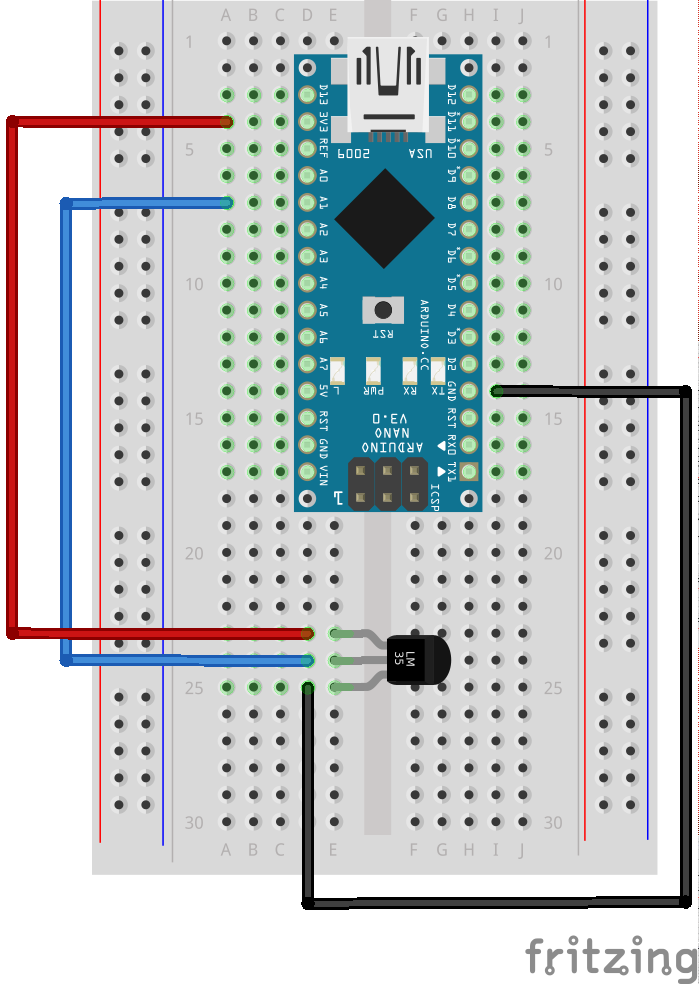 A B C D E F G H I J
1 1
D13 D12
3V3 D11
5 REF D10 5
USA 2009
A0 D9
A1 D8
A2 D7
A3 D6
10 A4 D5 10
A5 D4
RST
ARDUINO.CC
A6 D3
A7 D2
5V GND
TX RX PWR L
15 RST RST 15
ARDUINO
NANO
V3.0
GND RX0
VIN TX1
1 ICSP
20 20
LM
35
25 25
30 30
A B C E F G H I J
fritzing